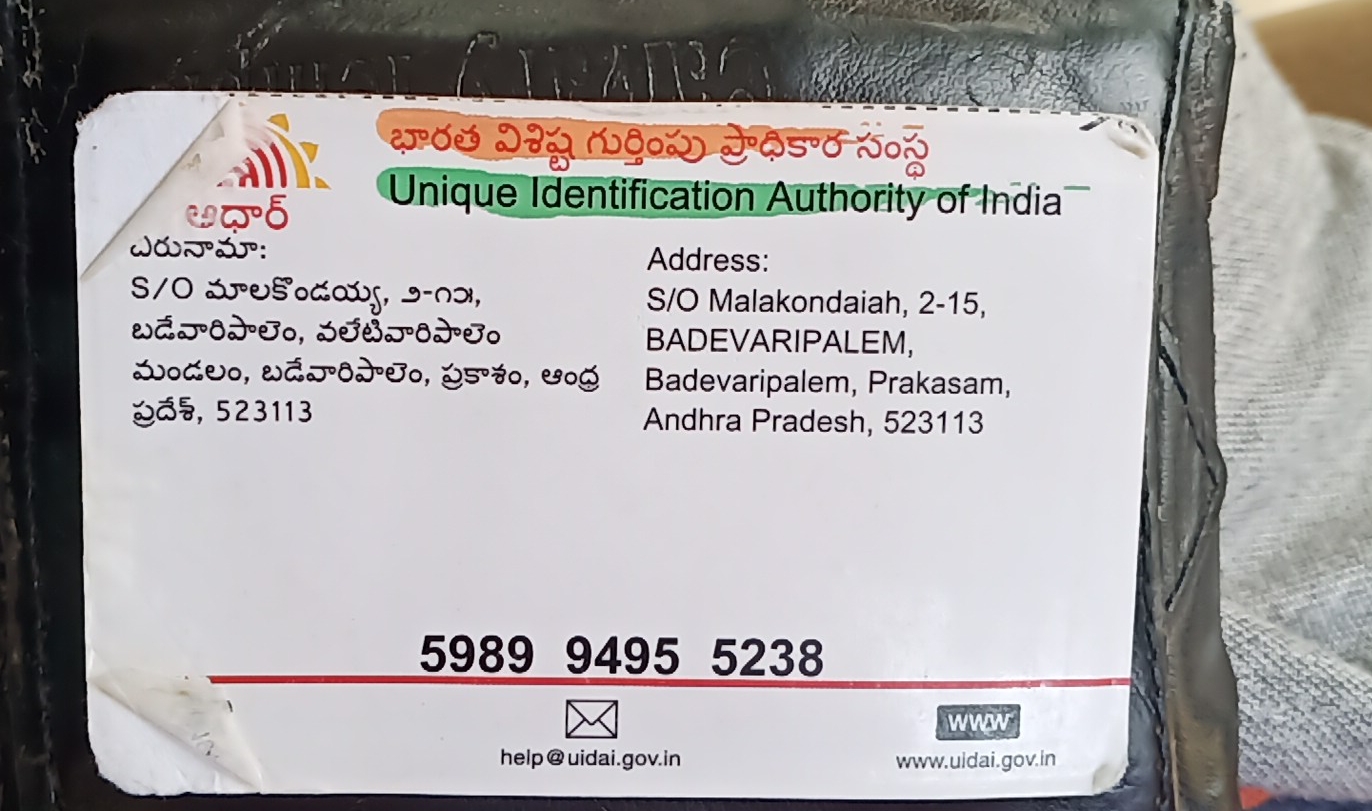 భారత విశిష్ట గుర్తింపు ప్రాధికార సంస్థ
Unique Identification Authority of India
ఆధార్
చిరునామా:
S/O మాలకొండయ్య, ౨-౧౫,
బడేవారిపాలెం, వలేటివారిపాలెం
మండలం, బడేవారిపాలెం, ప్రకాశం, ఆంధ్ర
ప్రదేశ్, 523113
Address:
S/O Malakondaiah, 2-15,
BADEVARIPALEM,
Badevaripalem, Prakasam,
Andhra Pradesh, 523113
5989 9495 5238
help@uidai.gov.in
www
www.uidai.gov.in